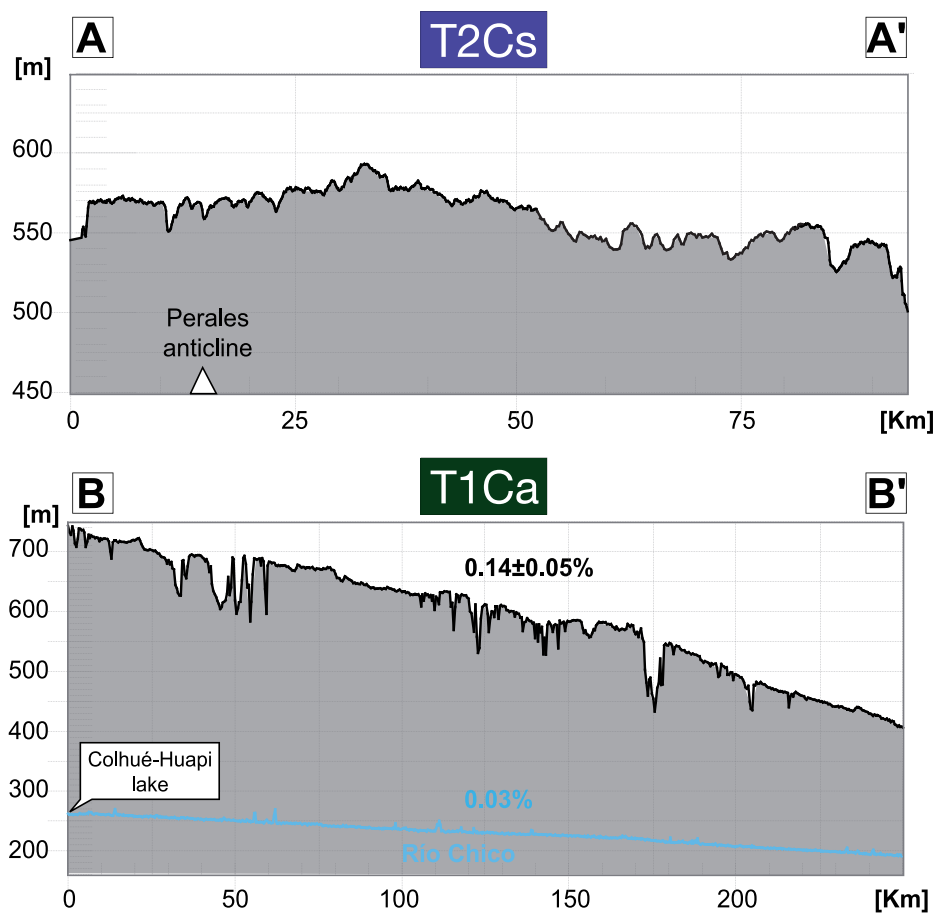 A
T2Cs
A'
[m]
600
550
500
450
Perales
anticline
0
25
50
75
[Km]
B
T1Ca
B'
[m]
700
600
500
400
300
200
0.14±0.05%
Colhué-Huapi
lake
0.03%
Río Chico
0
50
100
150
200
[Km]